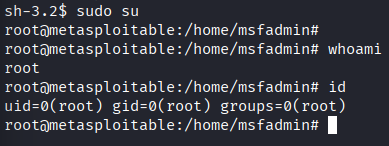 sh-3.2$ sudo su
root@metasploitable:/home/msfadmin#
root@metasploitable:/home/msfadmin# whoami
root
root@metasploitable:/home/msfadmin# id
uid=0(root) gid=0(root) groups=0(root)
root@metasploitable:/home/msfadmin#